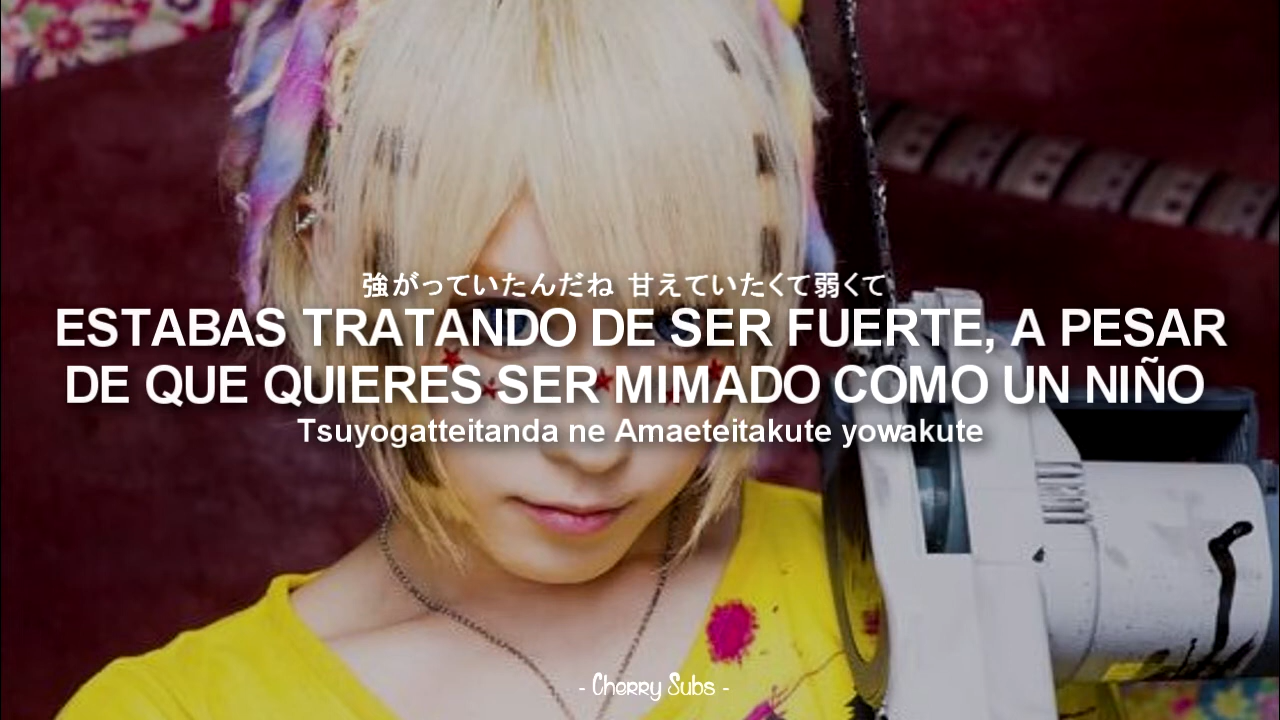 強がっていたんだね 甘えていたくて弱くて
ESTABAS TRATANDO DE SER FUERTE, A PESAR
DE QUE QUIERES SER MIMADO COMO UN NIÑO
Tsuyogatteitanda ne Amaeteitakute yowakute
- Cherry Subs -